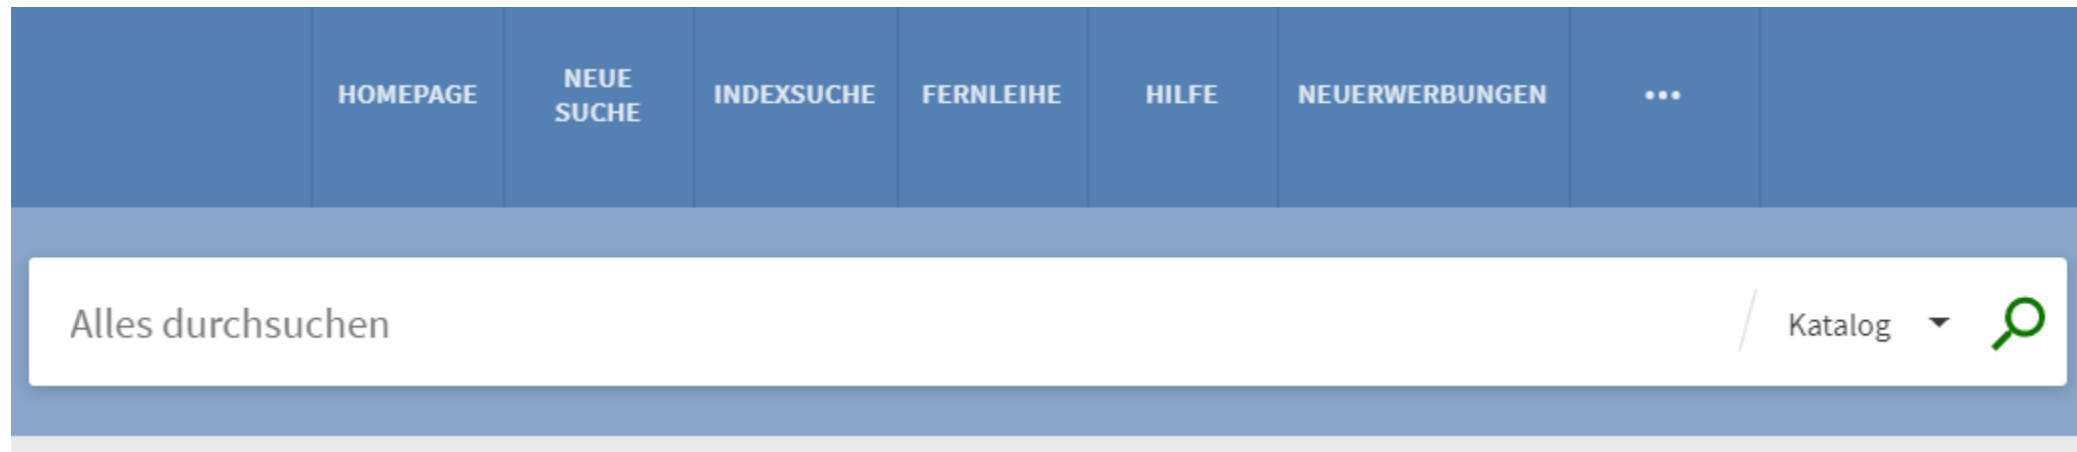 HOMEPAGE
NEUE
SUCHE
INDEXSUCHE
FERNLEIHE
HILFE
NEUERWERBUNGEN
•••
Alles durchsuchen
Katalog